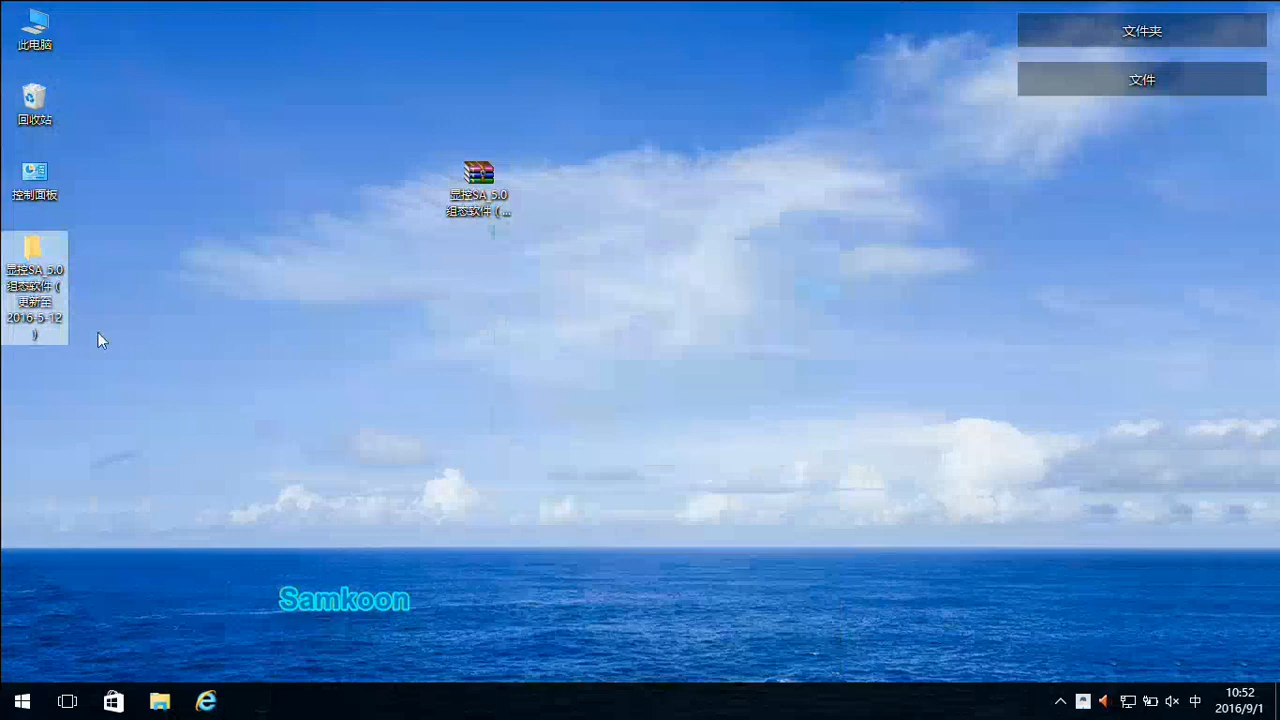 此电脑
回收站
控制面板
显控SA_5.0
组态软件 (
更新至
2016-5-12
)
显控SA_5.0
组态软件 (...
文件夹
文件
Samkoon
中
10:52
2016/9/1